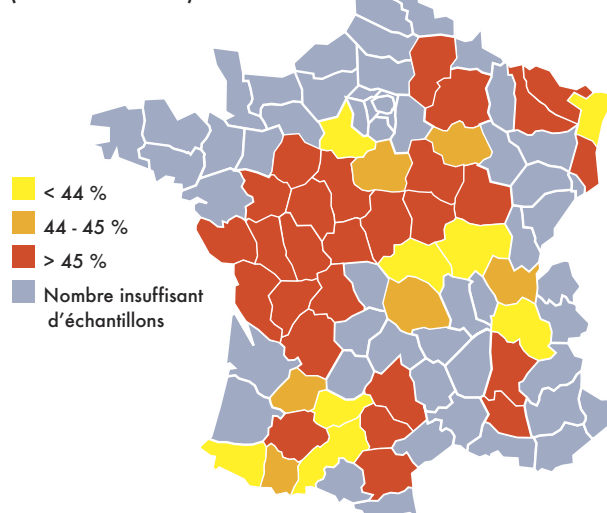 < 44 %
44 - 45 %
> 45 %
Nombre insuffisant
d'échantillons